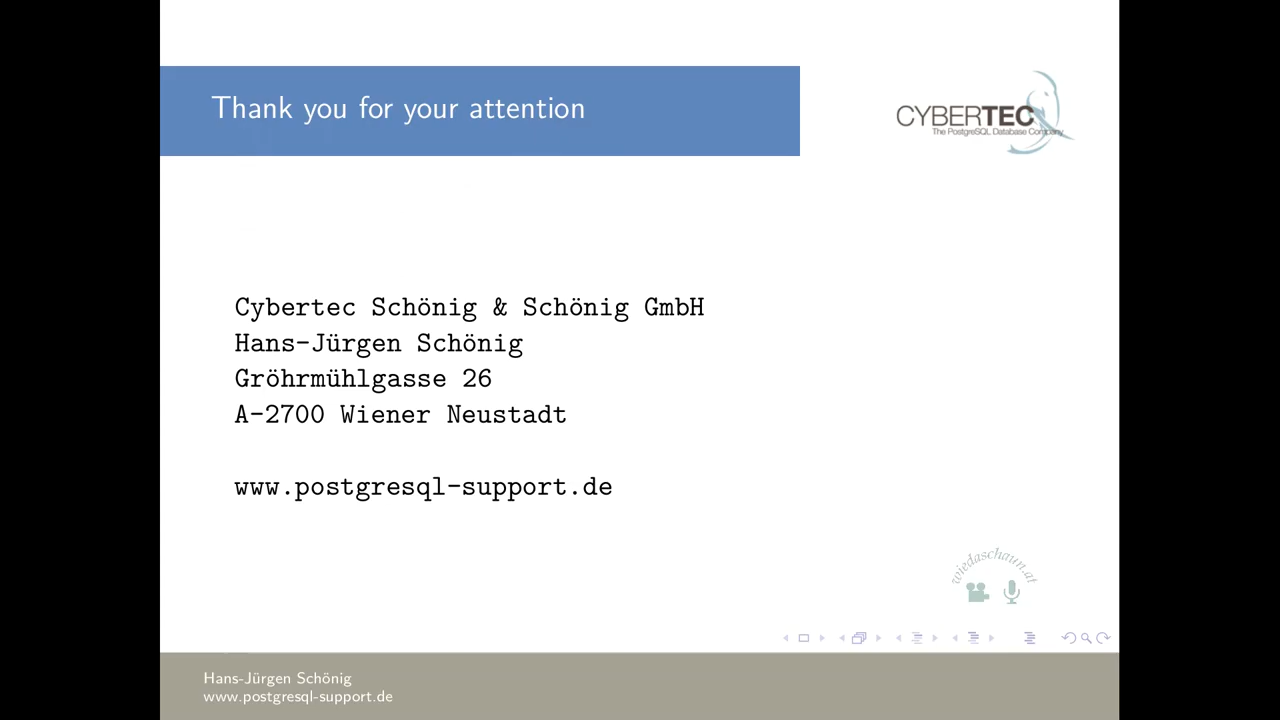 Thank you for your attention
CYBERTEC
The PostgreSQL Database Company
Cybertec Schönig & Schönig GmbH
Hans-Jürgen Schönig
Gröhrmühlgasse 26
A-2700 Wiener Neustadt
www.postgresql-support.de
wiedaschaun.at
Hans-Jürgen Schönig
www.postgresql-support.de